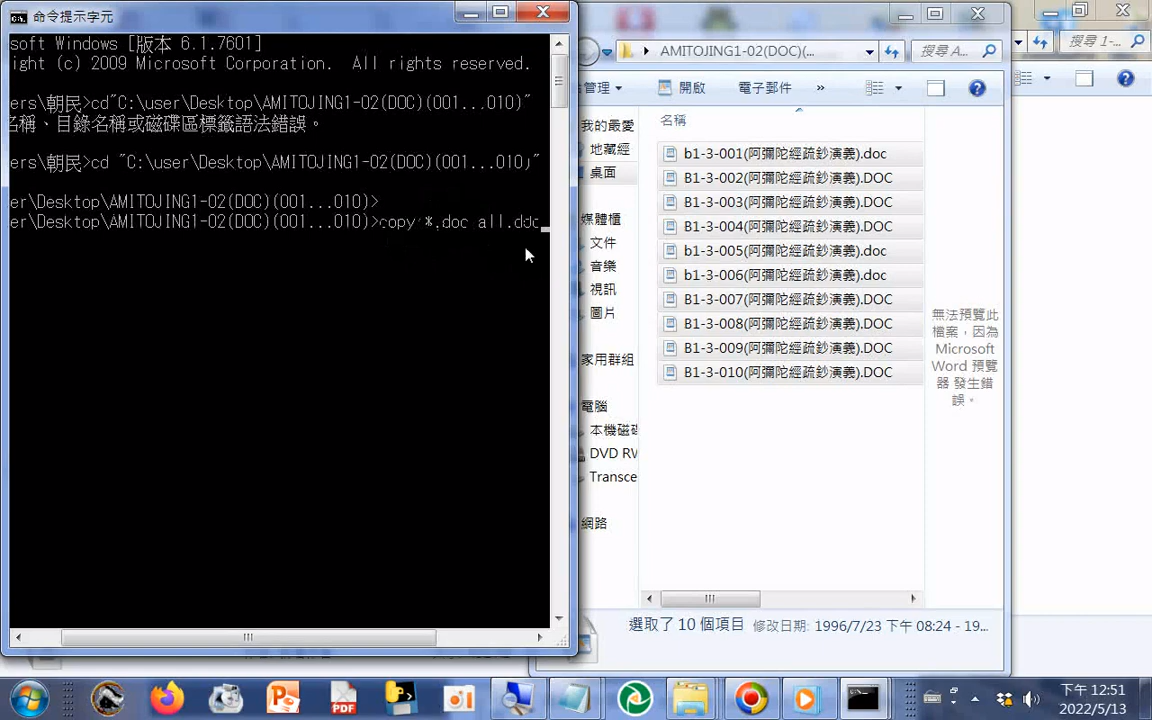 命令提示字元
soft Windows [版本 6.1.7601]
ight (c) 2009 Microsoft Corporation.  All rights reserved.
ers\朝民>cd"C:\user\Desktop\AMITOJING1-02(DOC)(001...010)"
名稱、目錄名稱或磁碟區標籤語法錯誤。
ers\朝民>cd "C:\user\Desktop\AMITOJING1-02(DOC)(001...010)"
er\Desktop\AMITOJING1-02(DOC)(001...010)>
er\Desktop\AMITOJING1-02(DOC)(001...010)>copy *.doc all.doc
AMITOJING1-02(DOC)(...
搜尋 A...
搜尋 1-...
管理
開啟
電子郵件
»
我的最愛
地藏經
桌面
媒體櫃
文件
音樂
視訊
圖片
家用群組
電腦
本機磁碟
DVD RW
Transce
網路
名稱
b1-3-001(阿彌陀經疏鈔演義).doc
B1-3-002(阿彌陀經疏鈔演義).DOC
B1-3-003(阿彌陀經疏鈔演義).DOC
B1-3-004(阿彌陀經疏鈔演義).DOC
b1-3-005(阿彌陀經疏鈔演義).doc
b1-3-006(阿彌陀經疏鈔演義).doc
B1-3-007(阿彌陀經疏鈔演義).DOC
B1-3-008(阿彌陀經疏鈔演義).DOC
B1-3-009(阿彌陀經疏鈔演義).DOC
B1-3-010(阿彌陀經疏鈔演義).DOC
無法預覽此
檔案，因為
Microsoft
Word 預覽
器 發生錯
誤。
選取了 10 個項目 修改日期: 1996/7/23 下午 08:24 - 19...
PDF
下午 12:51
2022/5/13